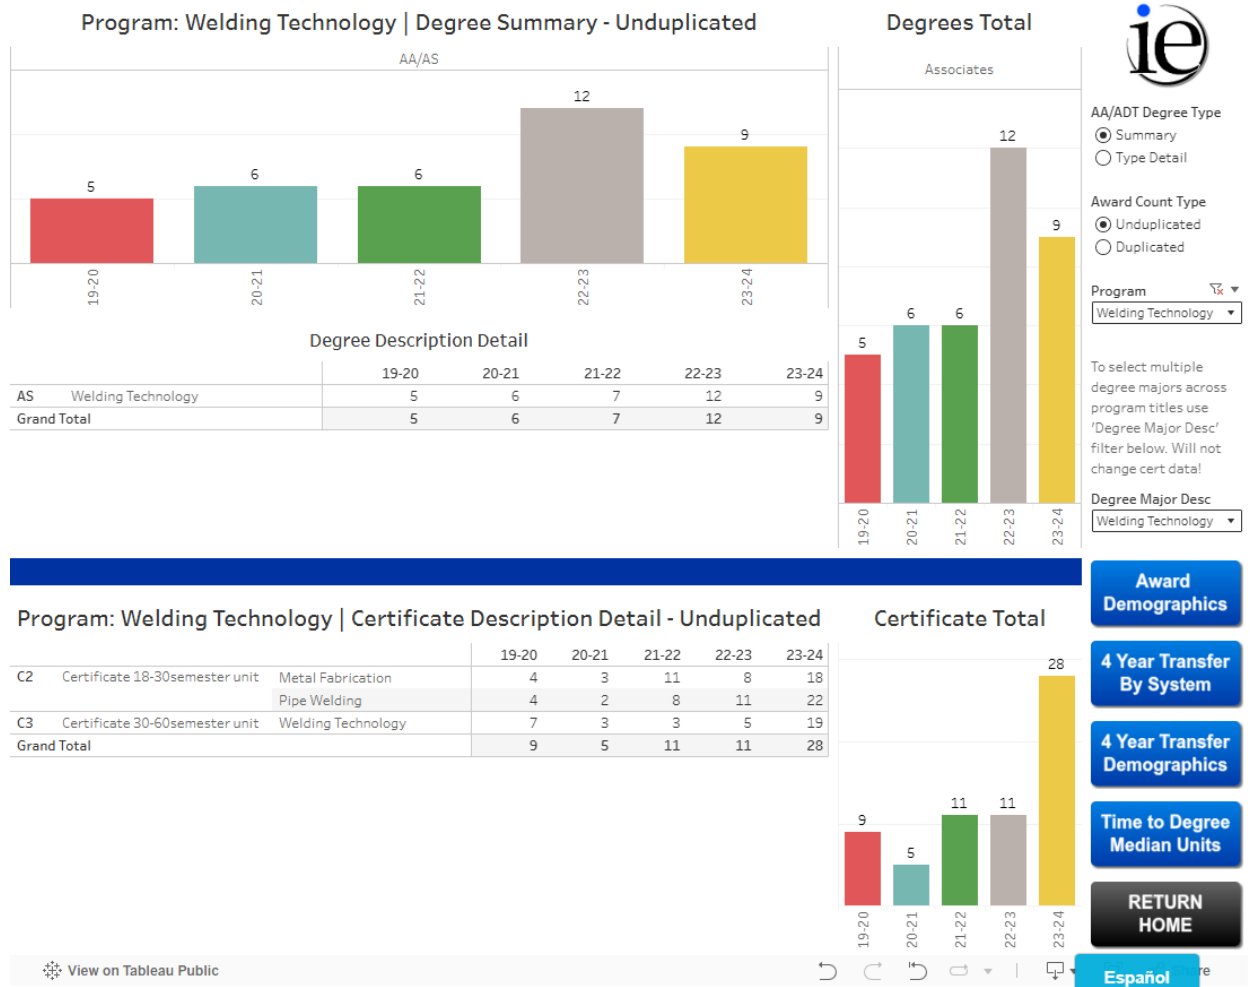 Program: Welding Technology | Degree Summary - Unduplicated
AA/AS
5
6
6
12
9
19-20
20-21
21-22
22-23
23-24
Degree Description Detail
19-20 20-21 21-22 22-23 23-24
AS Welding Technology 5 6 7 12 9
Grand Total 5 6 7 12 9
Degrees Total
Associates
5
6
6
12
9
19-20
20-21
21-22
22-23
23-24
ie
AA/ADT Degree Type
Summary
Type Detail
Award Count Type
Unduplicated
Duplicated
Program
Welding Technology
To select multiple
degree majors across
program titles use
'Degree Major Desc'
filter below. Will not
change cert data!
Degree Major Desc
Welding Technology
Program: Welding Technology | Certificate Description Detail - Unduplicated
19-20 20-21 21-22 22-23 23-24
C2 Certificate 18-30semester unit Metal Fabrication 4 3 11 8 18
Pipe Welding 4 2 8 11 22
C3 Certificate 30-60semester unit Welding Technology 7 3 3 5 19
Grand Total 9 5 11 11 28
Certificate Total
9
5
11
11
28
19-20
20-21
21-22
22-23
23-24
Award
Demographics
4 Year Transfer
By System
4 Year Transfer
Demographics
Time to Degree
Median Units
RETURN
HOME
View on Tableau Public
Español